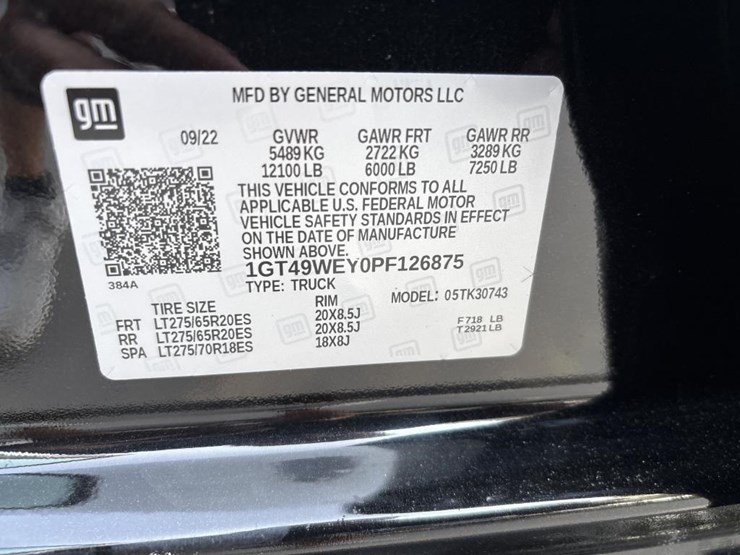 gm
MFD BY GENERAL MOTORS LLC
09/22 GVWR GAWR FRT GAWR RR
5489 KG 2722 KG 3289 KG
12100 LB 6000 LB 7250 LB
THIS VEHICLE CONFORMS TO ALL
APPLICABLE U.S. FEDERAL MOTOR
VEHICLE SAFETY STANDARDS IN EFFECT
ON THE DATE OF MANUFACTURE
SHOWN ABOVE.
384A
1GT49WEY0PF126875
TYPE: TRUCK MODEL: 05TK30743
TIRE SIZE RIM
FRT LT275/65R20ES 20X8.5J F 718 LB
RR LT275/65R20ES 20X8.5J T 2921 LB
SPA LT275/70R18ES 18X8J